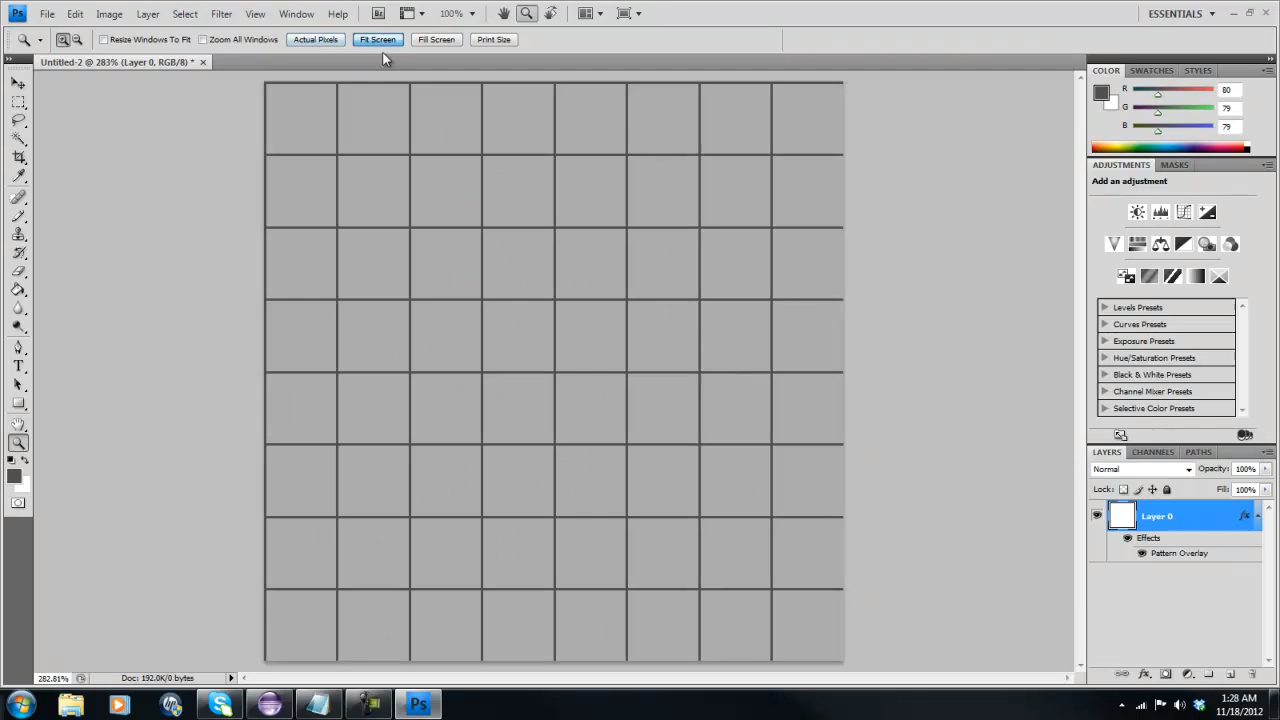 Ps File Edit Image Layer Select Filter View Window Help Br 100% ESSENTIALS
Resize Windows To Fit Zoom All Windows Actual Pixels Fit Screen Fill Screen Print Size
Untitled-2 @ 283% (Layer 0, RGB/8) *
COLOR SWATCHES STYLES
R 80
G 79
B 79
ADJUSTMENTS MASKS
Add an adjustment
Levels Presets
Curves Presets
Exposure Presets
Hue/Saturation Presets
Black & White Presets
Channel Mixer Presets
Selective Color Presets
LAYERS CHANNELS PATHS
Normal Opacity: 100%
Lock: Fill: 100%
Layer 0 fx
Effects
Pattern Overlay
282.81% Doc: 192.0K/0 bytes
Ps
1:28 AM
11/18/2012